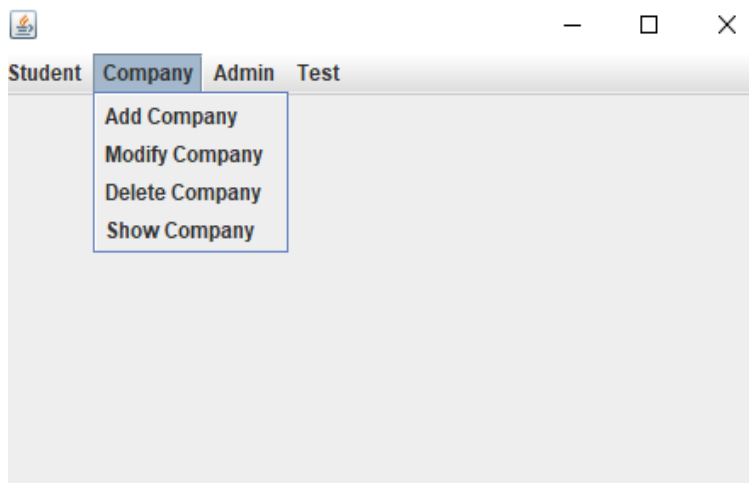 Student Company Admin Test
Add Company
Modify Company
Delete Company
Show Company